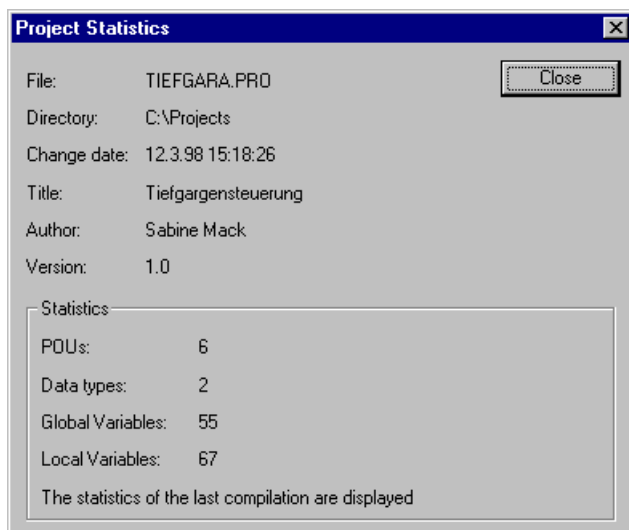 Project Statistics
File: TIEFGARA.PRO
Close
Directory: C:\Projects
Change date: 12.3.98 15:18:26
Title: Tiefgargensteuerung
Author: Sabine Mack
Version: 1.0
Statistics
POUs: 6
Data types: 2
Global Variables: 55
Local Variables: 67
The statistics of the last compilation are displayed